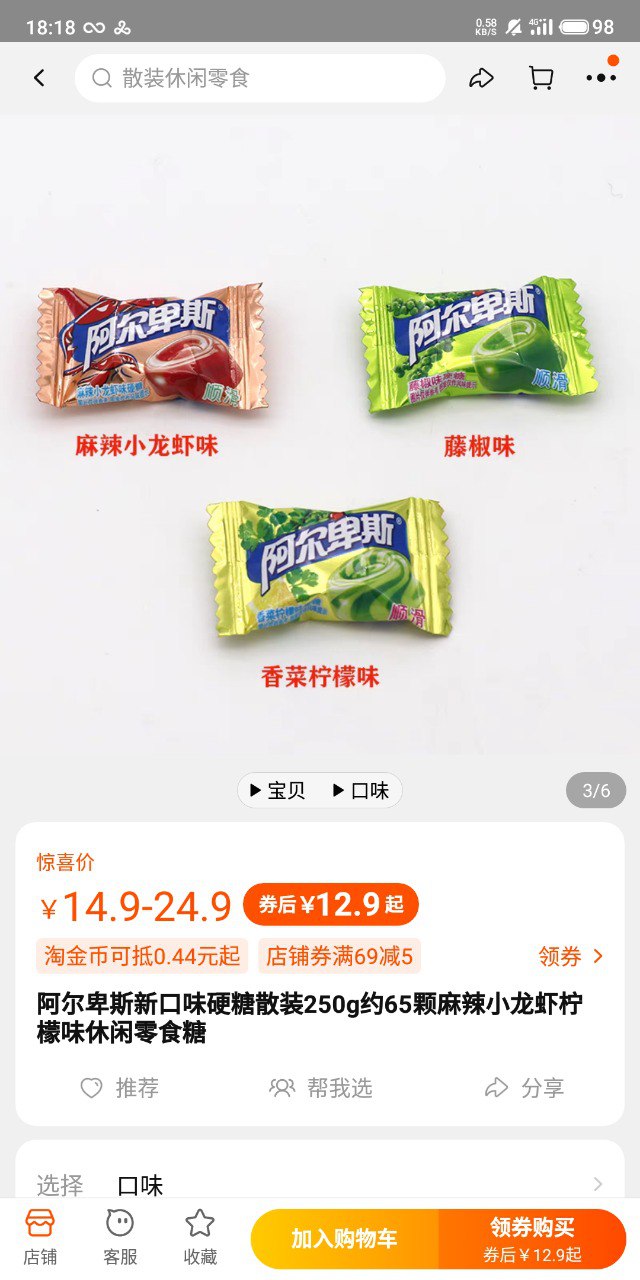 18:18
0.58
KB/S
4G
98
散装休闲零食
阿尔卑斯
麻辣小龙虾味硬糖
顺滑
麻辣小龙虾味
阿尔卑斯
藤椒味硬糖
顺滑
藤椒味
阿尔卑斯
香菜柠檬味
顺滑
香菜柠檬味
宝贝
口味
3/6
惊喜价
¥14.9-24.9
券后¥12.9起
淘金币可抵0.44元起
店铺券满69减5
领券
阿尔卑斯新口味硬糖散装250g约65颗麻辣小龙虾柠
檬味休闲零食糖
推荐
帮我选
分享
选择
口味
店铺
客服
收藏
加入购物车
领券购买
券后¥12.9起